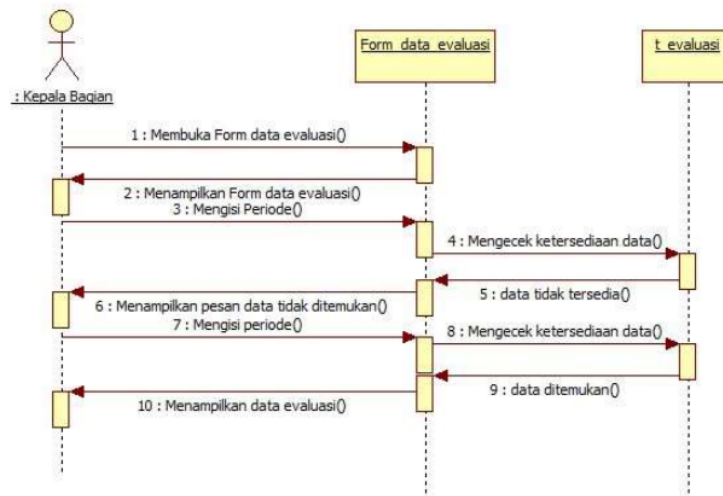 Form data evaluasi
t_evaluasi
: Kepala Bagian
1 : Membuka Form data evaluasi()
2 : Menampilkan Form data evaluasi()
3 : Mengisi Periode()
4 : Mengecek ketersediaan data()
5 : data tidak tersedia()
6 : Menampilkan pesan data tidak ditemukan()
7 : Mengisi periode()
8 : Mengecek ketersediaan data()
9 : data ditemukan()
10 : Menampilkan data evaluasi()